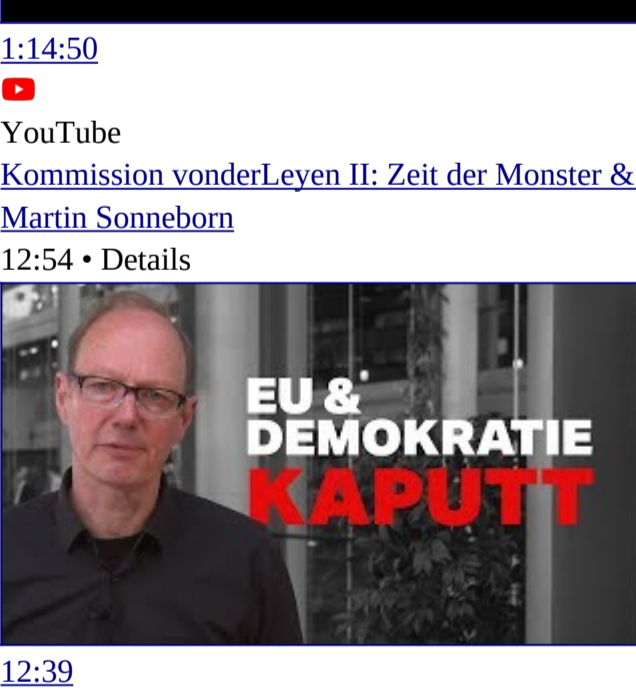 1:14:50
YouTube
Kommission vonderLeyen II: Zeit der Monster &
Martin Sonneborn
12:54 • Details
EU &
DEMOKRATIE
KAPUTT
12:39